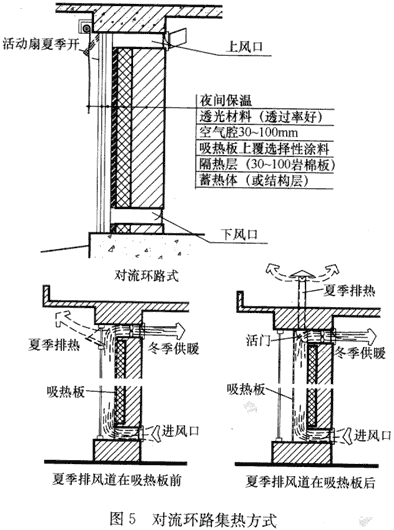 活动扇夏季开
上风口
夜间保温
透光材料（透过率好）
空气腔30~100mm
吸热板上覆选择性涂料
隔热层（30~100岩棉板）
蓄热体（或结构层）
下风口
对流环路式
夏季排热
冬季供暖
吸热板
进风口
夏季排风道在吸热板前
夏季排热
活门
冬季供暖
吸热板
进风口
夏季排风道在吸热板后
图5 对流环路集热方式